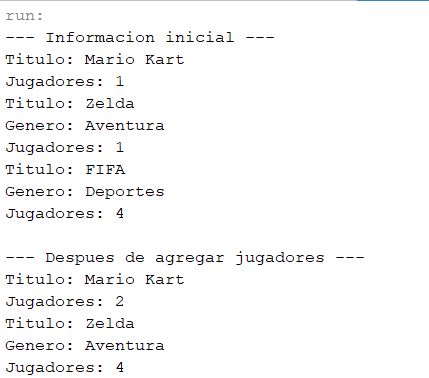 run:
--- Informacion inicial ---
Titulo: Mario Kart
Jugadores: 1
Titulo: Zelda
Genero: Aventura
Jugadores: 1
Titulo: FIFA
Genero: Deportes
Jugadores: 4
--- Despues de agregar jugadores ---
Titulo: Mario Kart
Jugadores: 2
Titulo: Zelda
Genero: Aventura
Jugadores: 4